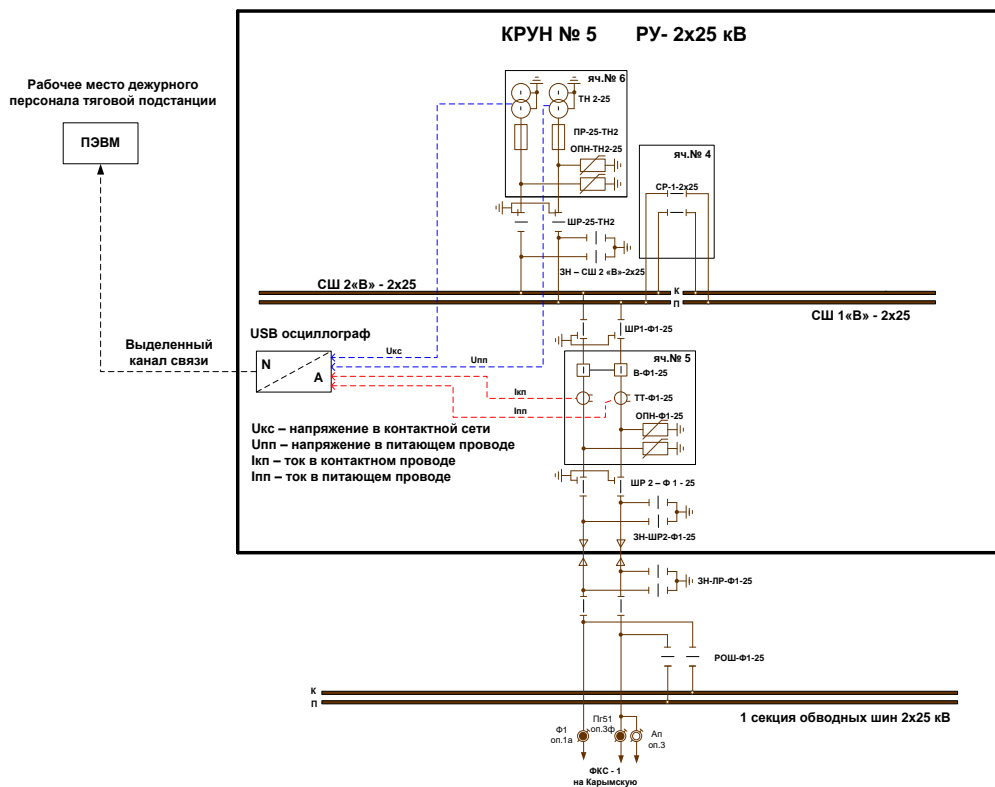 КРУН № 5 РУ- 2х25 кВ
Рабочее место дежурного
персонала тяговой подстанции
ПЭВМ
яч.№ 6
ТН 2-25
ПР-25-ТН2
ОПН-ТН2-25
яч.№ 4
СР-1-2х25
ШР-25-ТН2
ЗН – СШ 2 «В»-2х25
СШ 2«В» - 2х25
К
П
СШ 1«В» - 2х25
USB осциллограф
Выделенный
канал связи
N
A
Uкс
Uпп
Iкп
Iпп
ШР1-Ф1-25
яч.№ 5
В-Ф1-25
ТТ-Ф1-25
ОПН-Ф1-25
Uкс – напряжение в контактной сети
Uпп – напряжение в питающем проводе
Iкп – ток в контактном проводе
Iпп – ток в питающем проводе
ШР 2 – Ф 1 - 25
ЗН-ШР2-Ф1-25
ЗН-ЛР-Ф1-25
РОШ-Ф1-25
К
П
1 секция обводных шин 2х25 кВ
Ф1
оп.1а
Пг51
оп.3ф
Ап
оп.3
ФКС - 1
на Карымскую